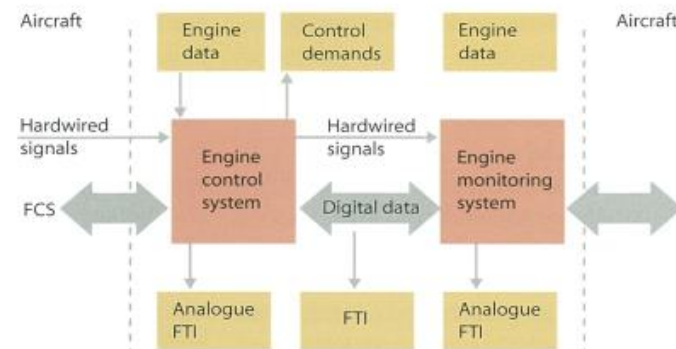 Aircraft
Engine
data
Control
demands
Engine
data
Aircraft
Hardwired
signals
Engine
control
system
Hardwired
signals
Engine
monitoring
system
FCS
Digital data
Analogue
FTI
FTI
Analogue
FTI